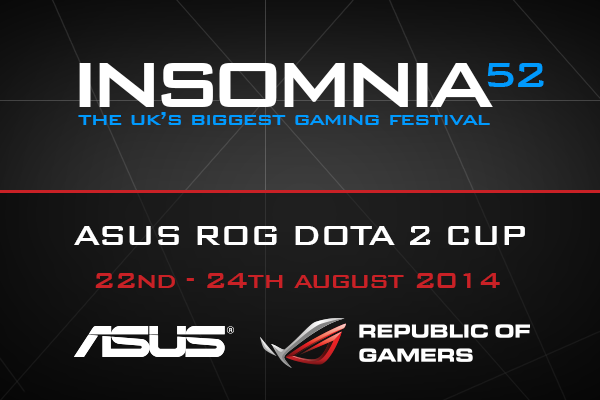 INSOMNIA52
THE UK'S BIGGEST GAMING FESTIVAL
ASUS ROG DOTA 2 CUP
22ND - 24TH AUGUST 2014
ASUS®
REPUBLIC OF
GAMERS